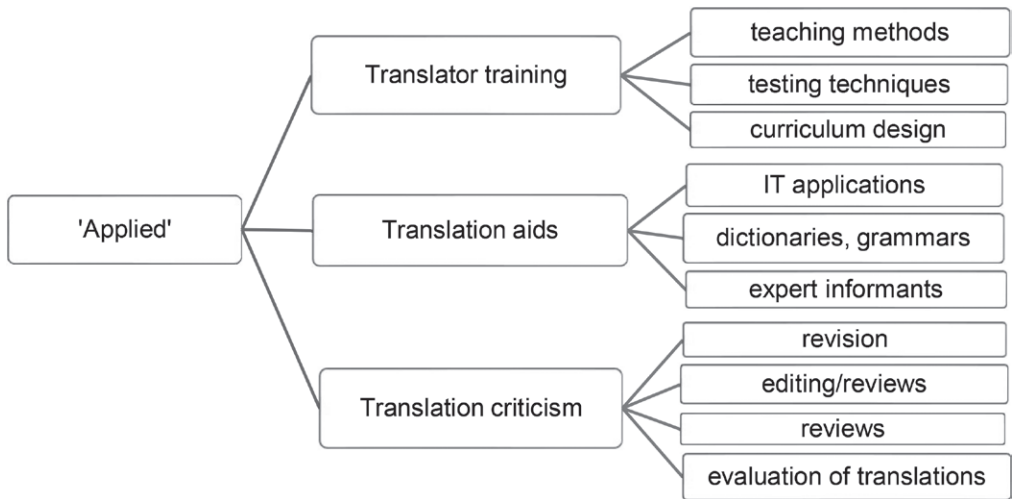 'Applied'
Translator training
teaching methods
testing techniques
curriculum design
Translation aids
IT applications
dictionaries, grammars
expert informants
Translation criticism
revision
editing/reviews
reviews
evaluation of translations